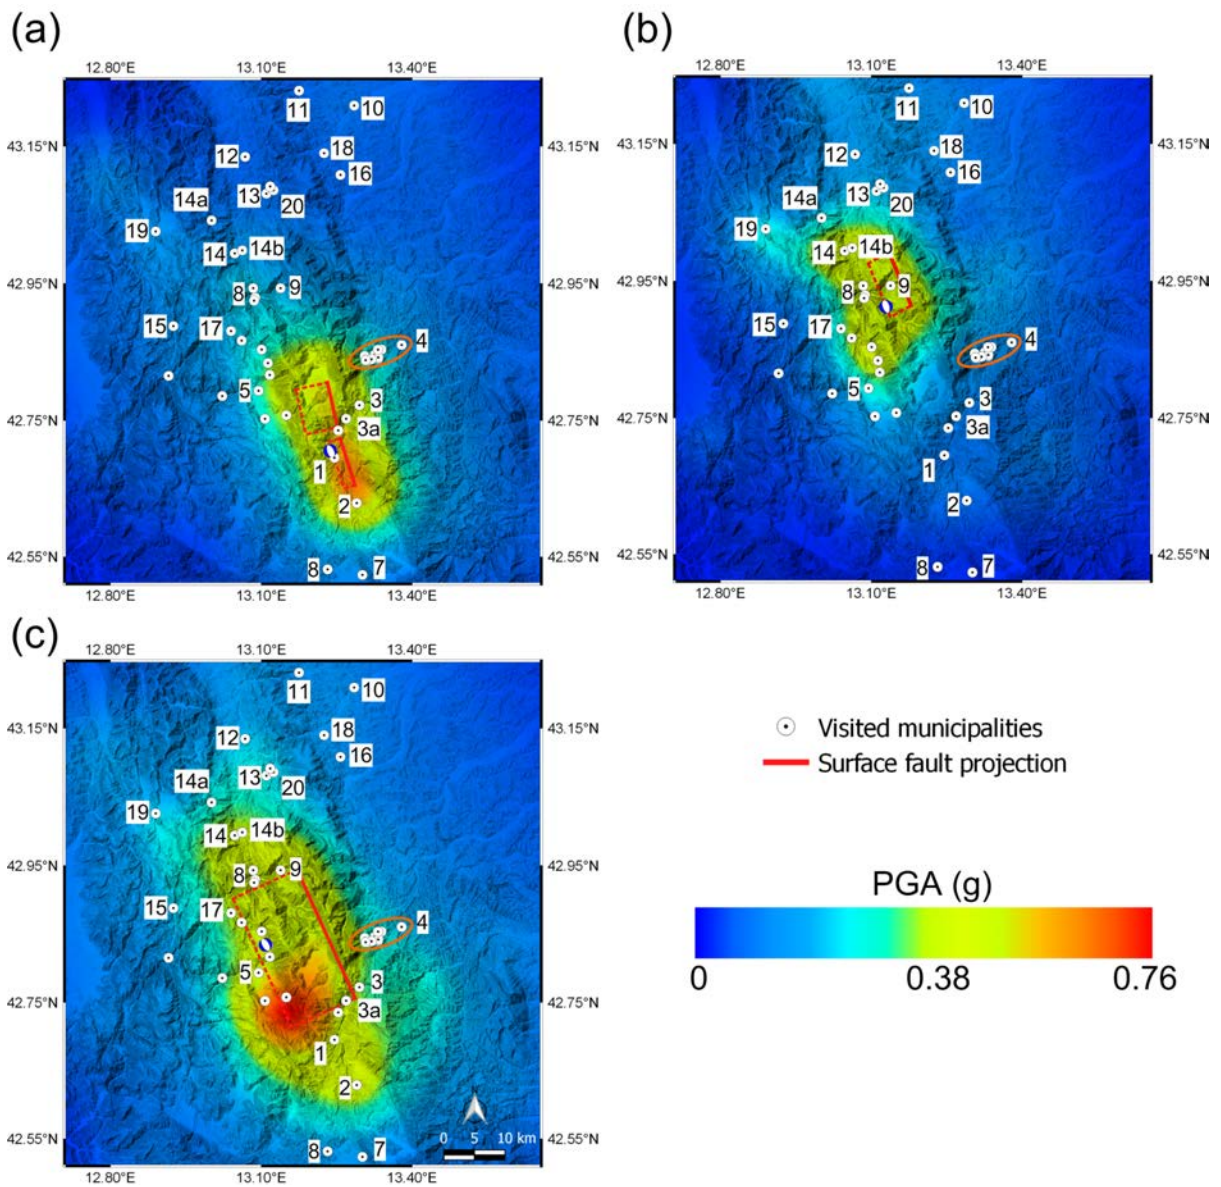 (a)
12.80°E 13.10°E 13.40°E
11 10
43.15°N 43.15°N
12 18
16
13
14a 20
19
14 14b
42.95°N 42.95°N
8 9
15 17 4
5 3
42.75°N 42.75°N
3a
1
2
42.55°N 42.55°N
8 7
12.80°E 13.10°E 13.40°E
(b)
12.80°E 13.10°E 13.40°E
11 10
43.15°N 43.15°N
12 18
16
13
14a 20
19
14 14b
42.95°N 42.95°N
8 9
15 17 4
5 3
42.75°N 42.75°N
3a
1
2
42.55°N 42.55°N
8 7
12.80°E 13.10°E 13.40°E
(c)
12.80°E 13.10°E 13.40°E
11 10
43.15°N 43.15°N
12 18
16
13
14a 20
19
14 14b
42.95°N 42.95°N
8 9
15 17 4
5 3
42.75°N 42.75°N
3a
1
2
0 5 10 km
42.55°N 42.55°N
8 7
12.80°E 13.10°E 13.40°E
Visited municipalities
Surface fault projection
PGA (g)
0 0.38 0.76